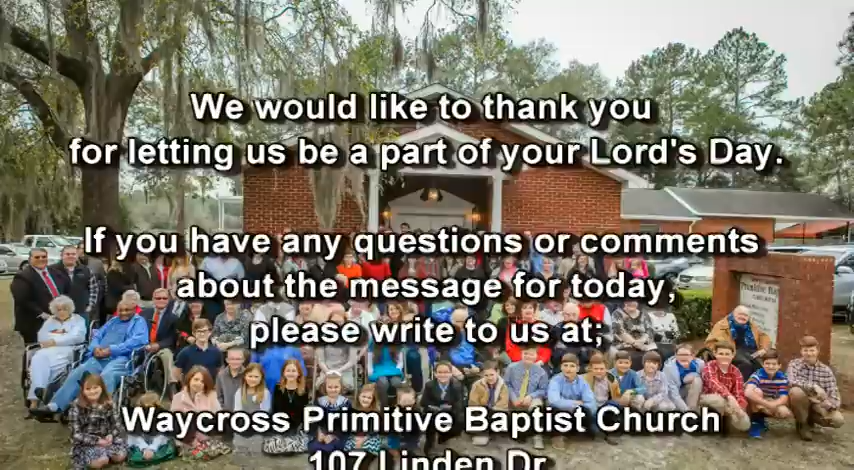 We would like to thank you
for letting us be a part of your Lord's Day.
If you have any questions or comments
about the message for today,
please write to us at;
Waycross Primitive Baptist Church
107 Linden Dr.
Primitive